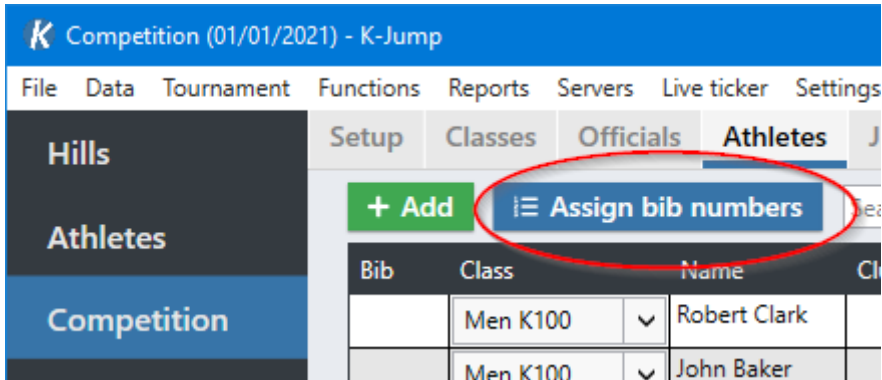 Competition (01/01/2021) - K-Jump
File Data Tournament Functions Reports Servers Live ticker Settings
Hills
Athletes
Competition
Setup Classes Officials Athletes
+ Add Assign bib numbers
Bib Class Name
Men K100 Robert Clark
Men K100 John Baker